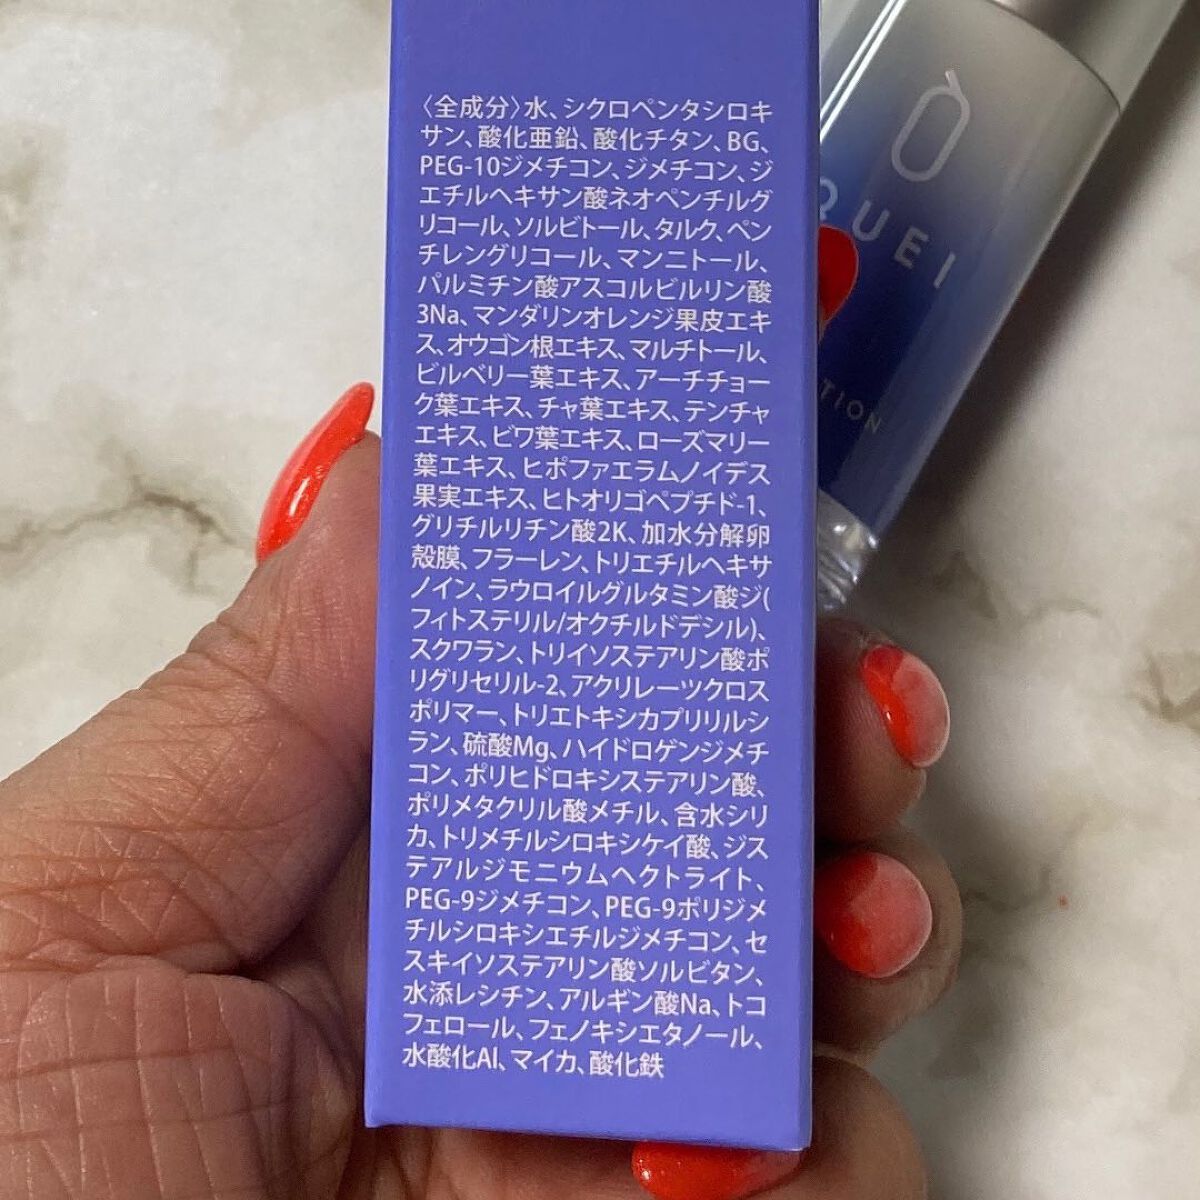 〈全成分〉水、シクロペンタシロキ
サン、酸化亜鉛、酸化チタン、BG、
PEG-10ジメチコン、ジメチコン、ジ
エチルヘキサン酸ネオペンチルグ
リコール、ソルビトール、タルク、ペン
チレングリコール、マンニトール、
パルミチン酸アスコルビルリン酸
3Na、マンダリンオレンジ果皮エキ
ス、オウゴン根エキス、マルチトール、
ビルベリー葉エキス、アーチチョー
ク葉エキス、チャ葉エキス、テンチャ
エキス、ビワ葉エキス、ローズマリー
葉エキス、ヒポファエラムノイデス
果実エキス、ヒトオリゴペプチド-1、
グリチルリチン酸2K、加水分解卵
殻膜、フラーレン、トリエチルヘキサ
ノイン、ラウロイルグルタミン酸ジ(
フィトステリル/オクチルドデシル)、
スクワラン、トリイソステアリン酸ポ
リグリセリル-2、アクリレーツクロス
ポリマー、トリエトキシカプリリルシ
ラン、硫酸Mg、ハイドロゲンジメチ
コン、ポリヒドロキシステアリン酸、
ポリメタクリル酸メチル、含水シリ
カ、トリメチルシロキシケイ酸、ジス
テアルジモニウムヘクトライト、
PEG-9ジメチコン、PEG-9ポリジメ
チルシロキシエチルジメチコン、セ
スキイソステアリン酸ソルビタン、
水添レシチン、アルギン酸Na、トコ
フェロール、フェノキシエタノール、
水酸化Al、マイカ、酸化鉄
QUEI
TION